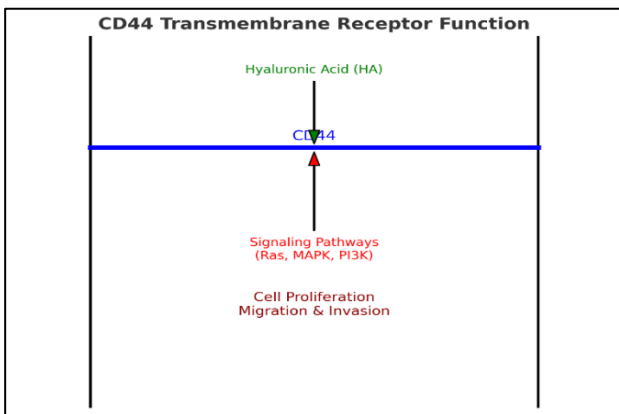 CD44 Transmembrane Receptor Function
Hyaluronic Acid (HA)
CD44
Signaling Pathways
(Ras, MAPK, PI3K)
Cell Proliferation
Migration & Invasion